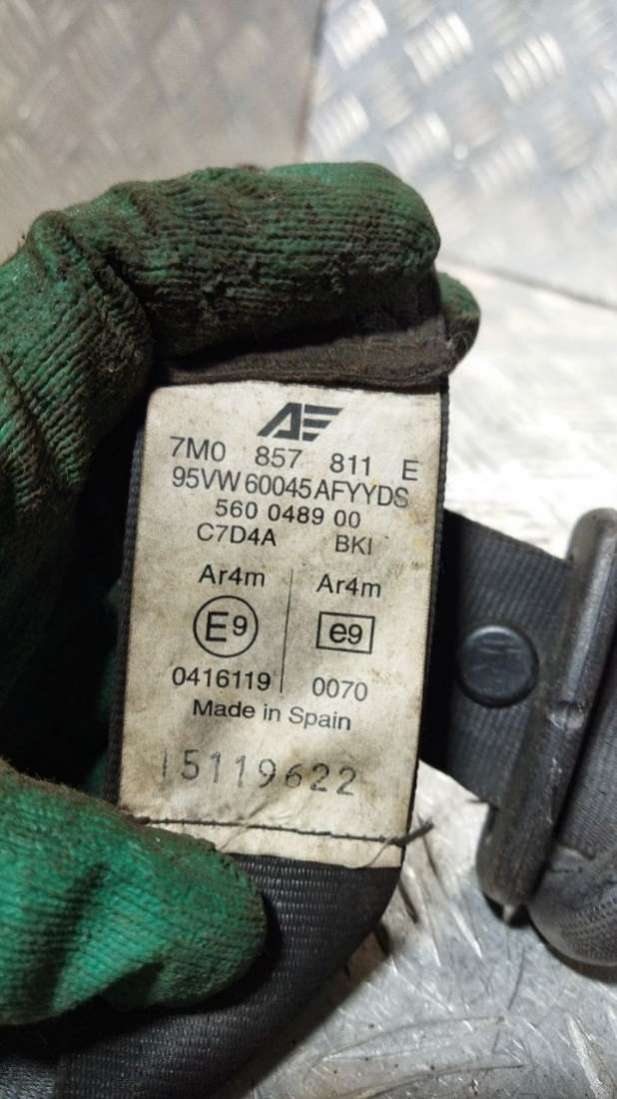 AE
7M0 857 811 E
95VW 60045 AFYYDS
560 0489 00
C7D4A BKI
Ar4m Ar4m
E9 e9
0416119 0070
Made in Spain
15119622